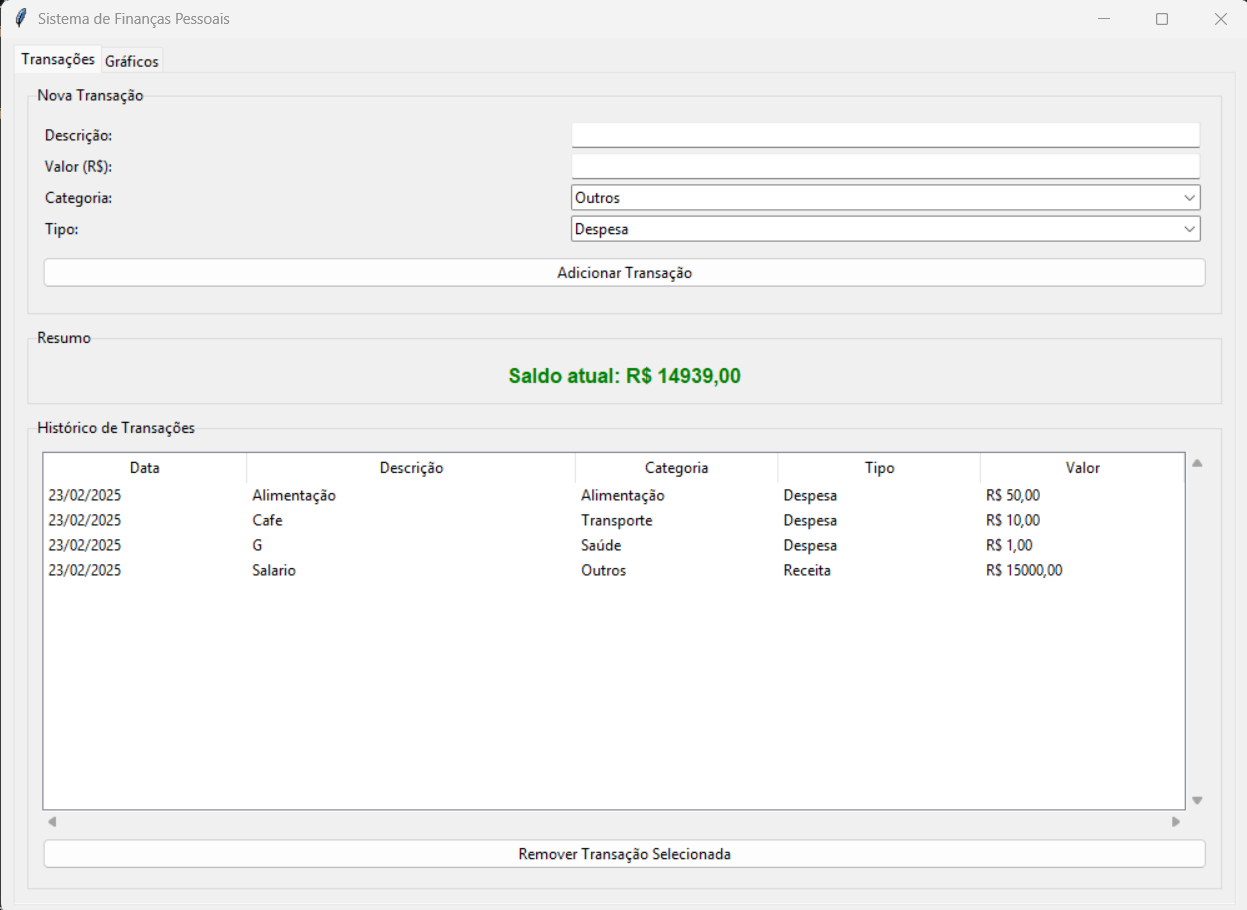 Sistema de Finanças Pessoais
Transações Gráficos
Nova Transação
Descrição:
Valor (R$):
Categoria: Outros
Tipo: Despesa
Adicionar Transação
Resumo
Saldo atual: R$ 14939,00
Histórico de Transações
Data Descrição Categoria Tipo Valor
23/02/2025 Alimentação Alimentação Despesa R$ 50,00
23/02/2025 Cafe Transporte Despesa R$ 10,00
23/02/2025 G Saúde Despesa R$ 1,00
23/02/2025 Salario Outros Receita R$ 15000,00
Remover Transação Selecionada